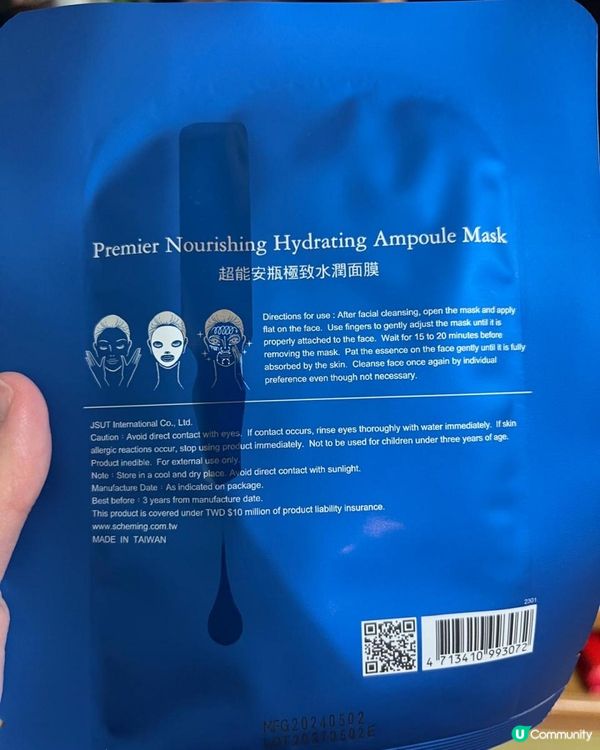 Premier Nourishing Hydrating Ampoule Mask
超能安瓶極致水潤面膜
Directions for use : After facial cleansing, open the mask and apply
flat on the face. Use fingers to gently adjust the mask until it is
properly attached to the face. Wait for 15 to 20 minutes before
removing the mask. Pat the essence on the face gently until it is fully
absorbed by the skin. Cleanse face once again by individual
preference even though not necessary.
JSUT International Co., Ltd.
Caution : Avoid direct contact with eyes. If contact occurs, rinse eyes thoroughly with water immediately. If skin
allergic reactions occur, stop using product immediately. Not to be used for children under three years of age.
Product inedible. For external use only.
Note : Store in a cool and dry place. Avoid direct contact with sunlight.
Manufacture Date : As indicated on package.
Best before : 3 years from manufacture date.
This product is covered under TWD $10 million of product liability insurance.
www.scheming.com.tw
MADE IN TAIWAN
2301
4 713410 993072
MFG20240502
U Community